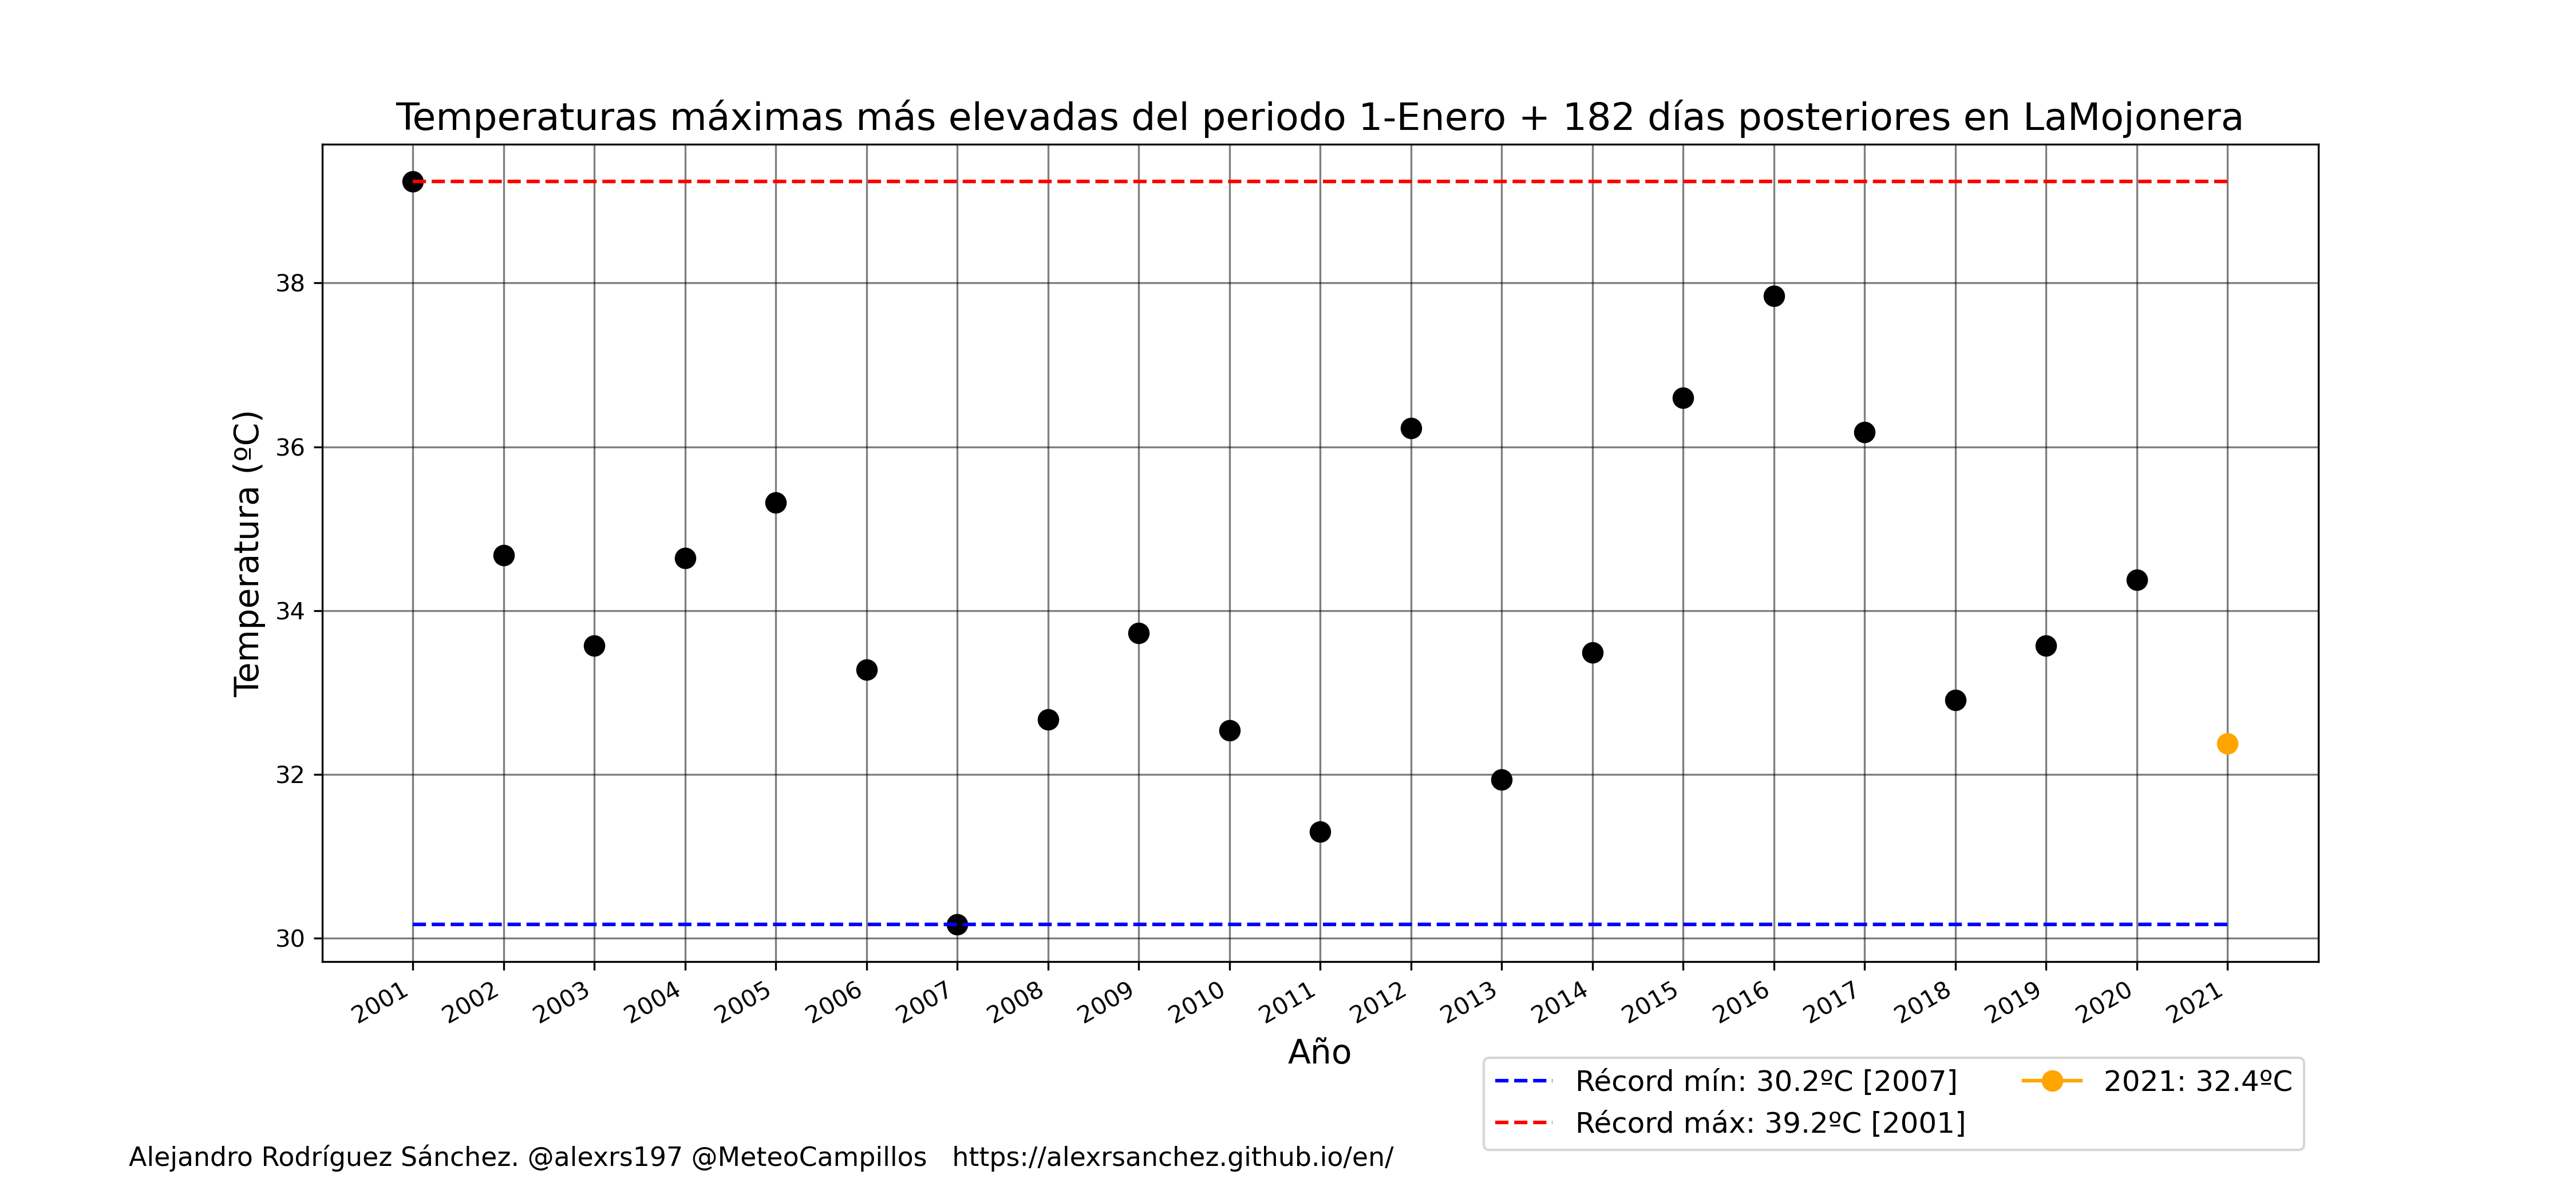 Temperaturas máximas más elevadas del periodo 1-Enero + 182 días posteriores en LaMojonera
Temperatura (ºC)
38
36
34
32
30
2001 2002 2003 2004 2005 2006 2007 2008 2009 2010 2011 2012 2013 2014 2015 2016 2017 2018 2019 2020 2021
Año
Récord mín: 30.2ºC [2007] 2021: 32.4ºC
Récord máx: 39.2ºC [2001]
Alejandro Rodríguez Sánchez. @alexrs197 @MeteoCampillos https://alexrsanchez.github.io/en/